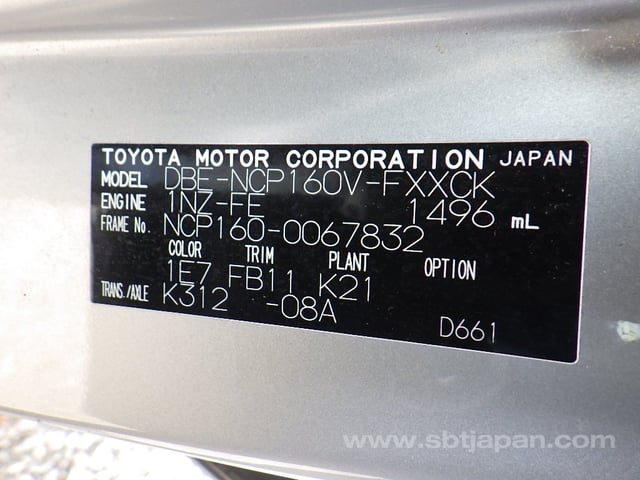 TOYOTA MOTOR CORPORATION JAPAN
MODEL DBE-NCP160V-FXXCK
ENGINE 1NZ-FE 1496 mL
FRAME No. NCP160-0067832
COLOR TRIM PLANT OPTION
1E7 FB11 K21
TRANS./AXLE K312 -08A
D661
www.sbtjapan.com